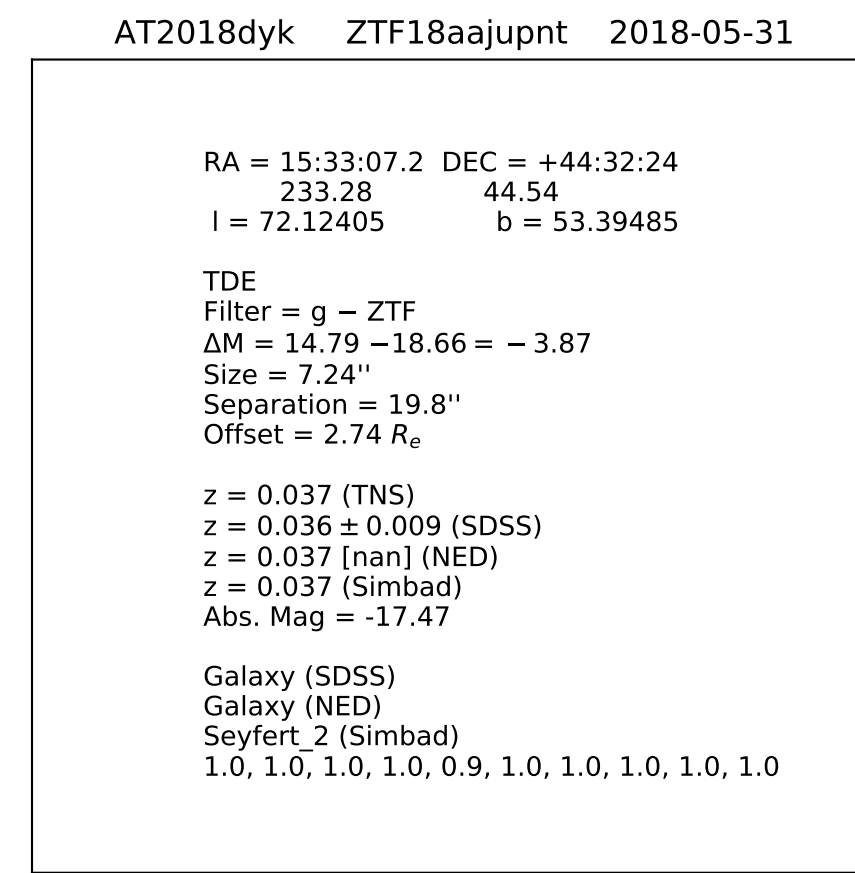 AT2018dyk ZTF18aajupnt 2018-05-31
RA = 15:33:07.2 DEC = +44:32:24
233.28 44.54
l = 72.12405 b = 53.39485
TDE
Filter = g − ZTF
ΔM = 14.79 −18.66 = − 3.87
Size = 7.24''
Separation = 19.8''
Offset = 2.74 Re
z = 0.037 (TNS)
z = 0.036 ± 0.009 (SDSS)
z = 0.037 [nan] (NED)
z = 0.037 (Simbad)
Abs. Mag = -17.47
Galaxy (SDSS)
Galaxy (NED)
Seyfert_2 (Simbad)
1.0, 1.0, 1.0, 1.0, 0.9, 1.0, 1.0, 1.0, 1.0, 1.0